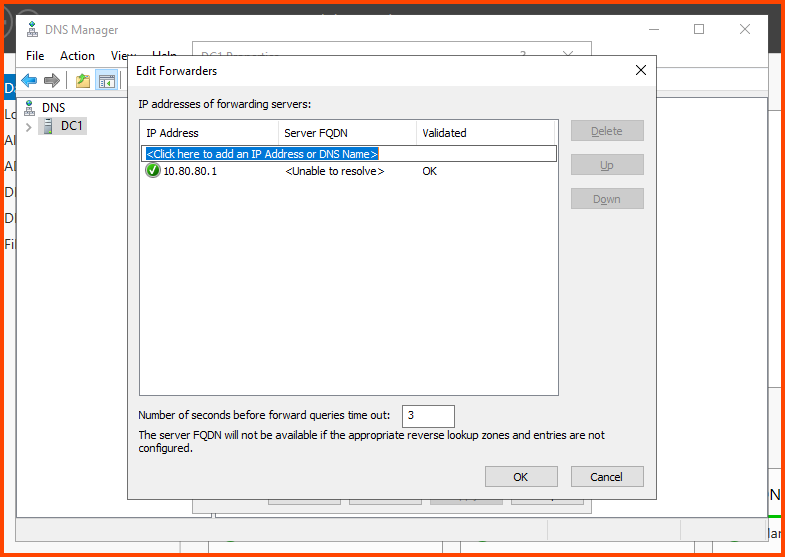 DNS Manager
File Action View Help
DC1 Properties
Edit Forwarders
DNS
DC1
IP addresses of forwarding servers:
IP Address Server FQDN Validated
<Click here to add an IP Address or DNS Name>
10.80.80.1 <Unable to resolve> OK
Delete
Up
Down
Number of seconds before forward queries time out: 3
The server FQDN will not be available if the appropriate reverse lookup zones and entries are not
configured.
OK Cancel